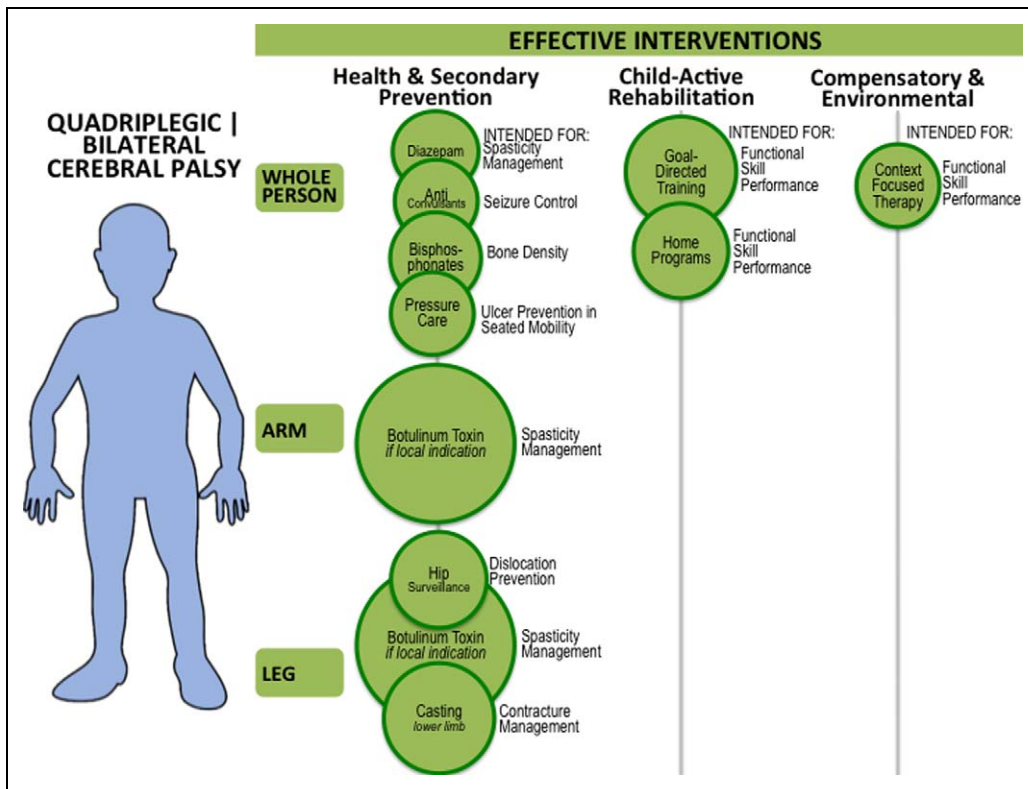 EFFECTIVE INTERVENTIONS
Health & Secondary
Prevention
Child-Active
Rehabilitation
Compensatory &
Environmental
QUADRIPLEGIC |
BILATERAL
CEREBRAL PALSY
WHOLE
PERSON
INTENDED FOR:
Diazepam
Spasticity
Management
Anti
Convulsants
Seizure Control
Bisphos-
phonates
Bone Density
Pressure
Care
Ulcer Prevention in
Seated Mobility
INTENDED FOR:
Goal-
Directed
Training
Functional
Skill
Performance
Home
Programs
Functional
Skill
Performance
INTENDED FOR:
Context
Focused
Therapy
Functional
Skill
Performance
ARM
Botulinum Toxin
if local indication
Spasticity
Management
Hip
Surveillance
Dislocation
Prevention
LEG
Botulinum Toxin
if local indication
Spasticity
Management
Casting
lower limb
Contracture
Management